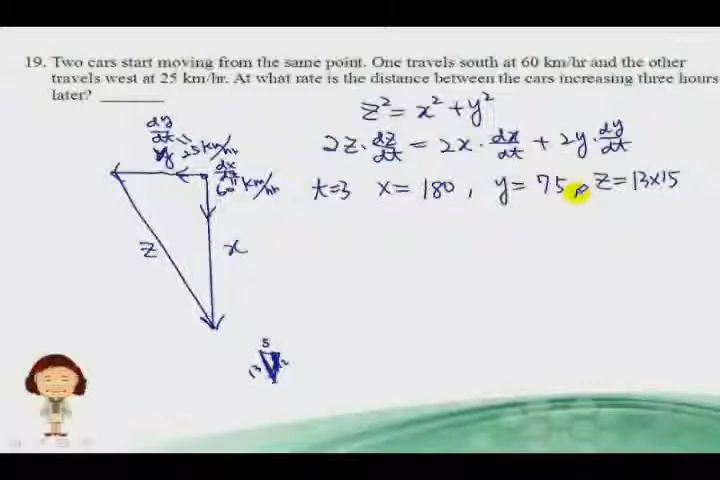 19. Two cars start moving from the same point. One travels south at 60 km/hr and the other
travels west at 25 km/hr. At what rate is the distance between the cars increasing three hours
later? ________
z² = x² + y²
2z · dz/dt = 2x · dx/dt + 2y · dy/dt
t=3 x= 180, y= 75, z=13×15
dy/dt = 25 km/hr
dx/dt = 60 km/hr
z
x
5
13
12